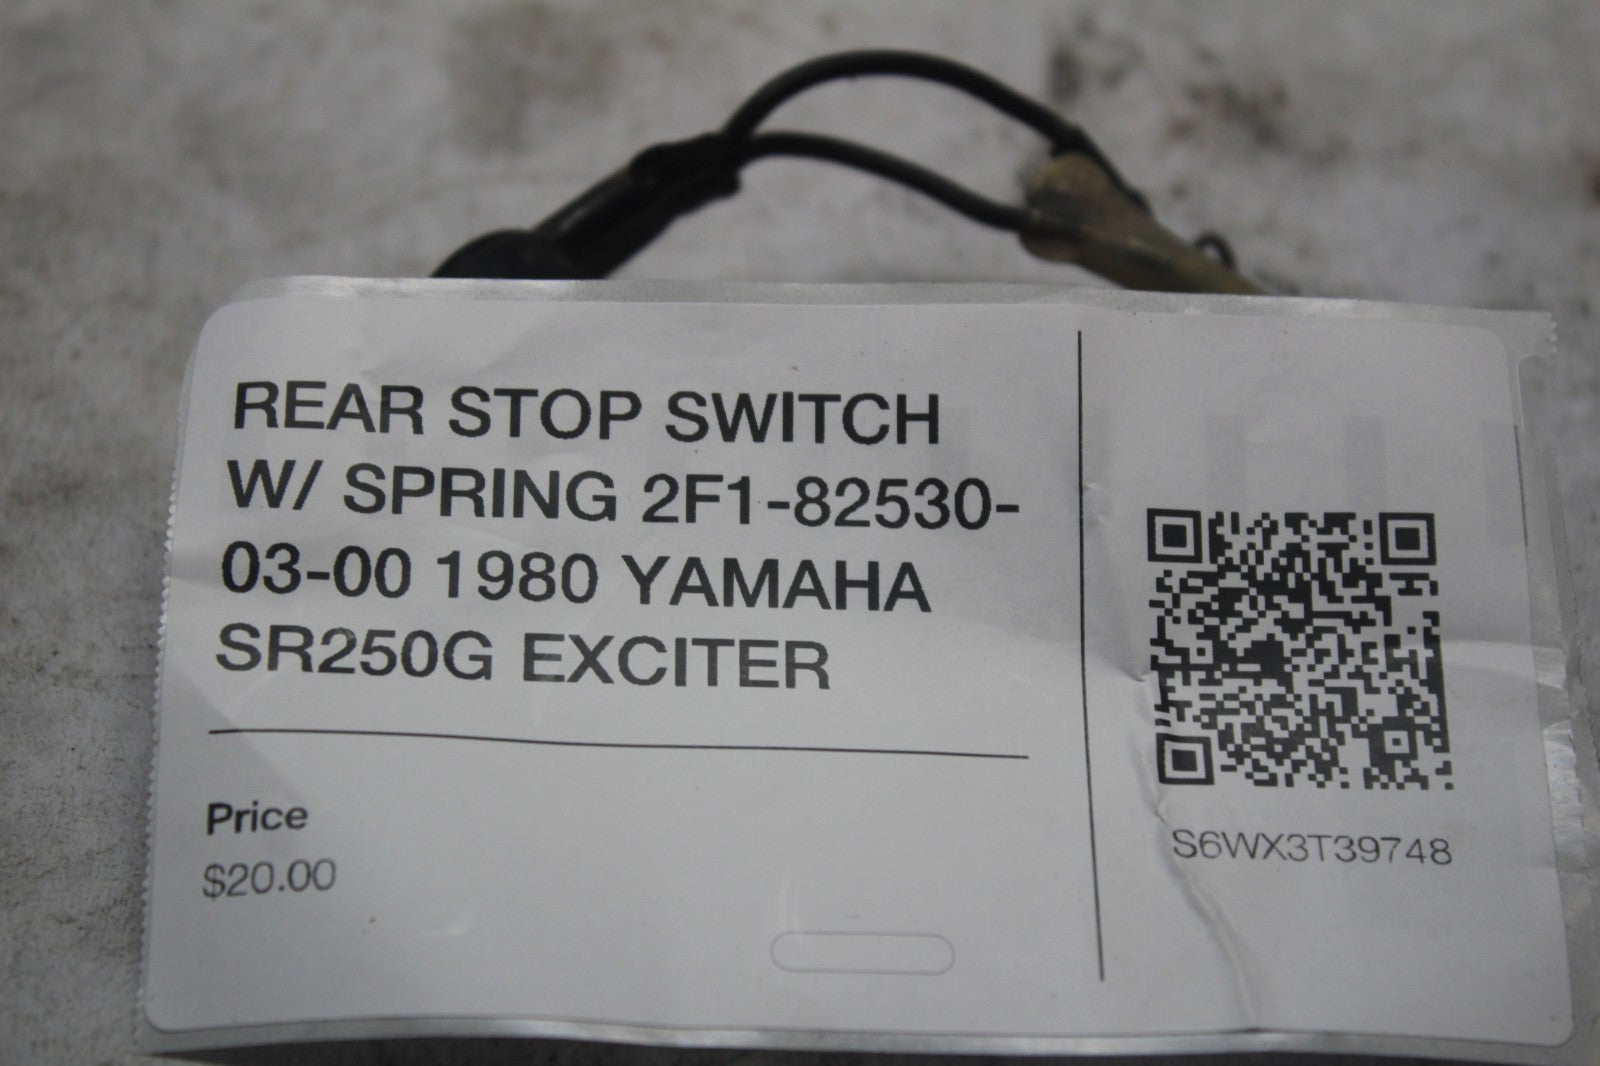 REAR STOP SWITCH
W/ SPRING 2F1-82530-
03-00 1980 YAMAHA
SR250G EXCITER
Price
$20.00
S6WX3T39748